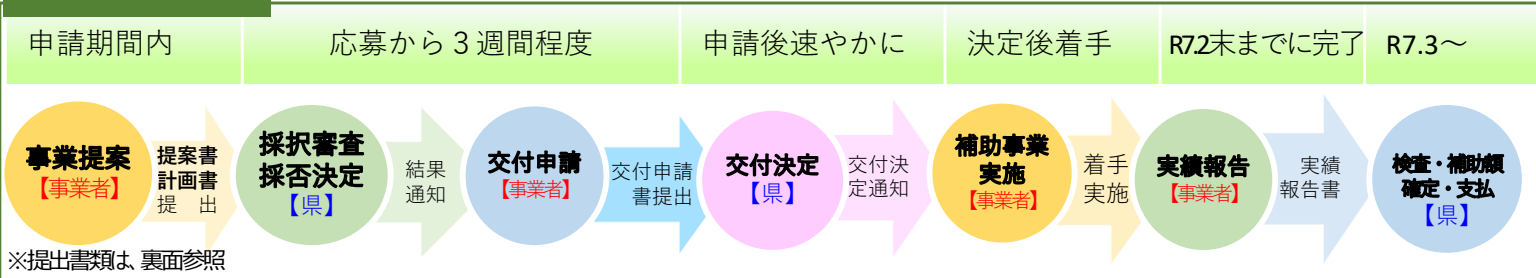 申請期間内
応募から３週間程度
申請後速やかに
決定後着手
R7.2末までに完了
R7.3～
事業提案
【事業者】
提案書
計画書
提　出
採択審査
採否決定
【県】
結果
通知
交付申請
【事業者】
交付申請
書提出
交付決定
【県】
交付決
定通知
補助事業
実施
【事業者】
着手
実施
実績報告
【事業者】
実績
報告書
検査・補助額
確定・支払
【県】
※提出書類は、裏面参照